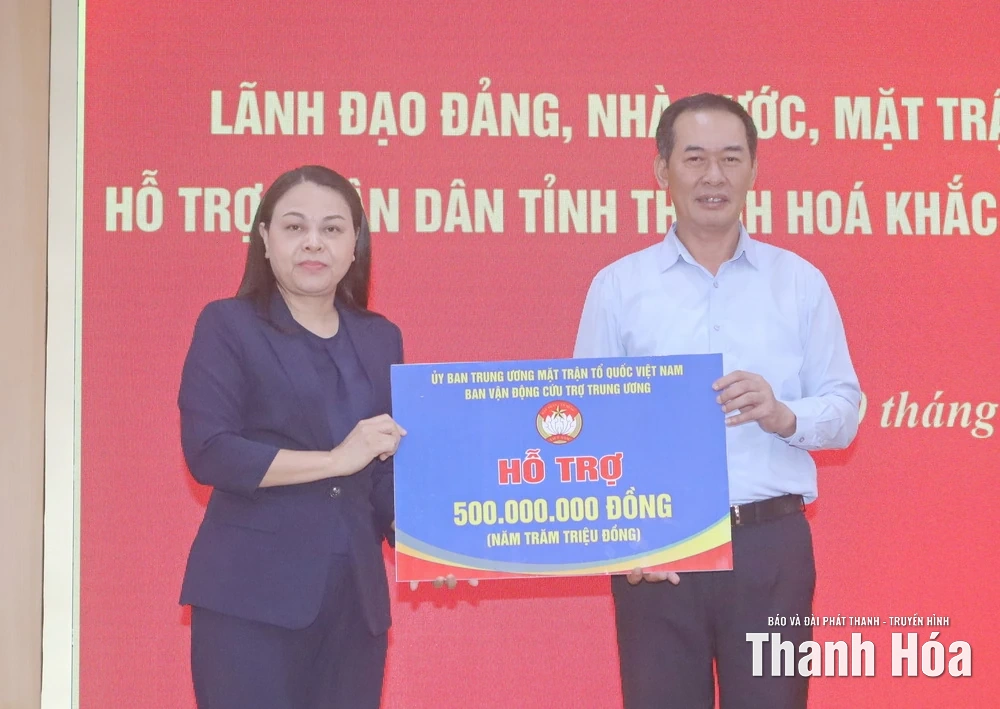 LÃNH ĐẠO ĐẢNG, NHÀ ƯỚC, MẶT TRẬ
HỖ TRỢ ÂN DÂN TỈNH TH H HOÁ KHẮC
tháng
ỦY BAN TRUNG ƯƠNG MẶT TRẬN TỔ QUỐC VIỆT NAM
BAN VẬN ĐỘNG CỨU TRỢ TRUNG ƯƠNG
HỖ TRỢ
500.000.000 ĐỒNG
(NĂM TRĂM TRIỆU ĐỒNG)
BÁO VÀ ĐÀI PHÁT THANH - TRUYỀN HÌNH
Thanh Hóa